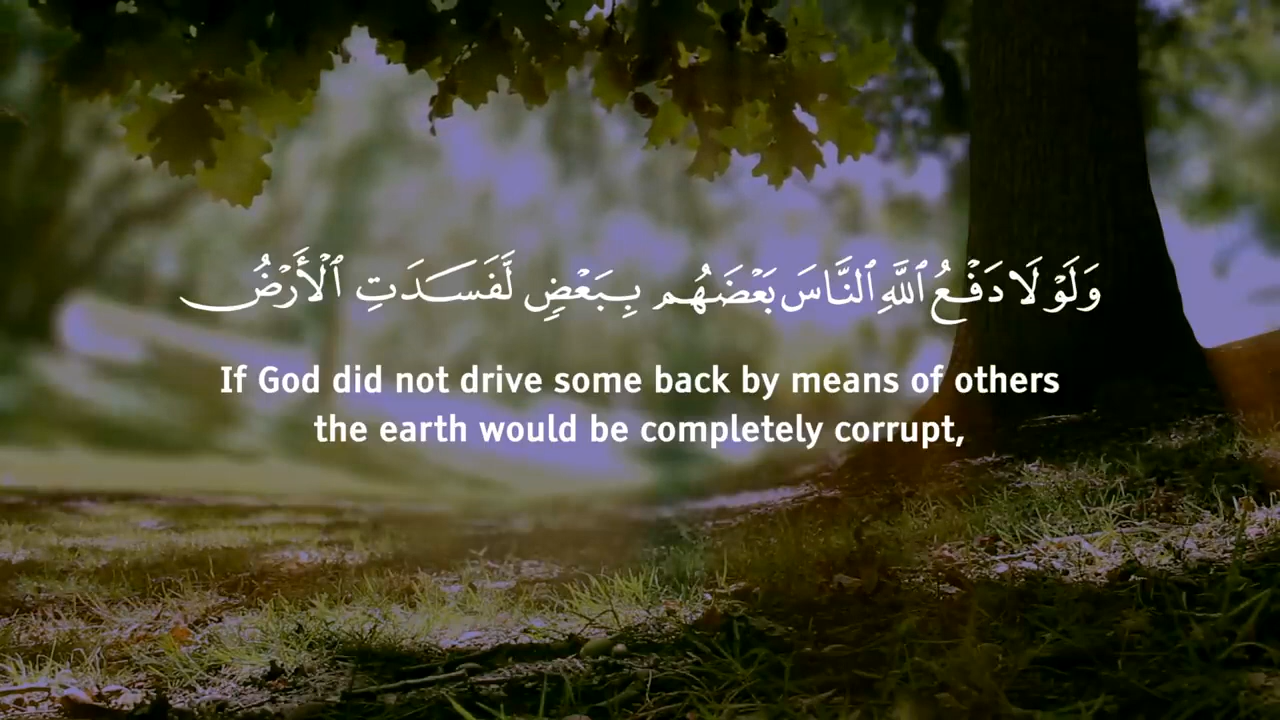 وَلَوْلَا دَفْعُ ٱللَّهِ ٱلنَّاسَ بَعْضَهُم بِبَعْضٍ لَّفَسَدَتِ ٱلْأَرْضُ
If God did not drive some back by means of others
the earth would be completely corrupt,